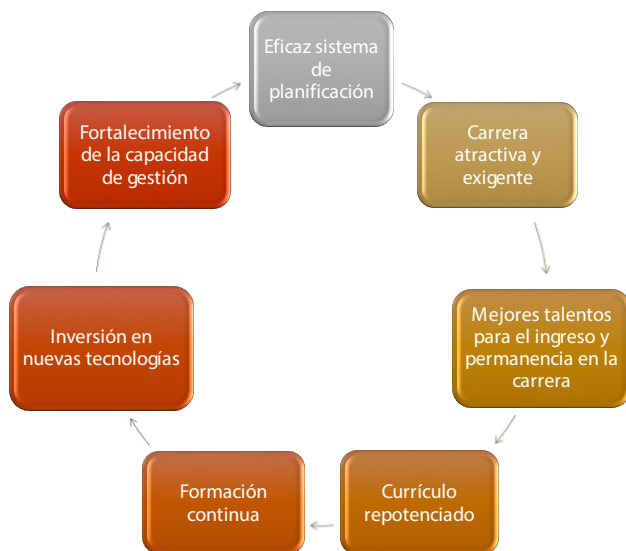 Eficaz sistema
de
planificación
Carrera
atractiva y
exigente
Mejores talentos
para el ingreso y
permanencia en la
carrera
Currículo
repotenciado
Formación
continua
Inversión en
nuevas tecnologías
Fortalecimiento
de la capacidad
de gestión